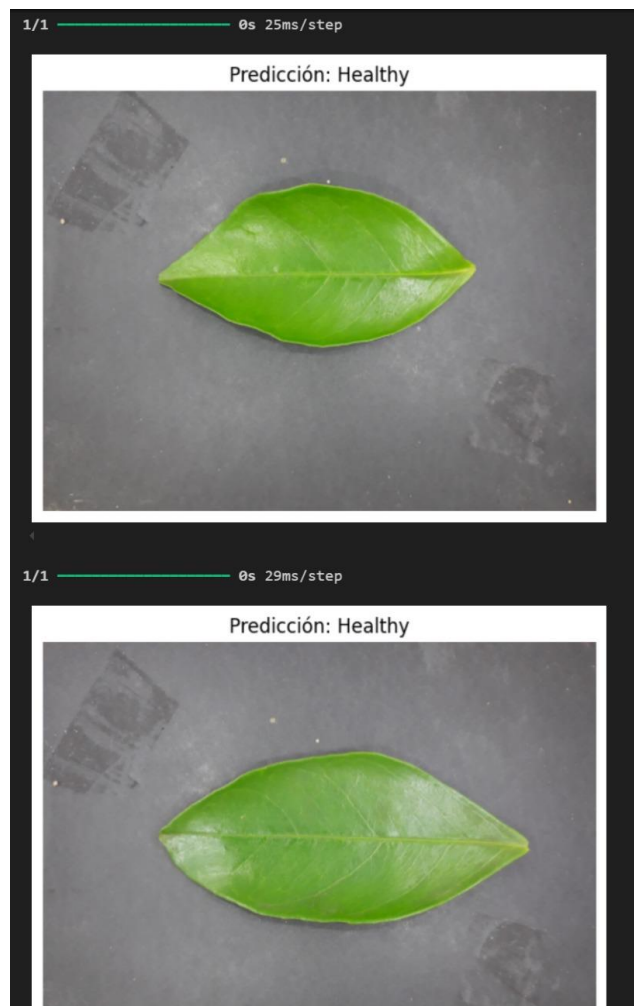 1/1 ━━━━━━━━━━━━━━━━━━━━ 0s 25ms/step
Predicción: Healthy
1/1 ━━━━━━━━━━━━━━━━━━━━ 0s 29ms/step
Predicción: Healthy